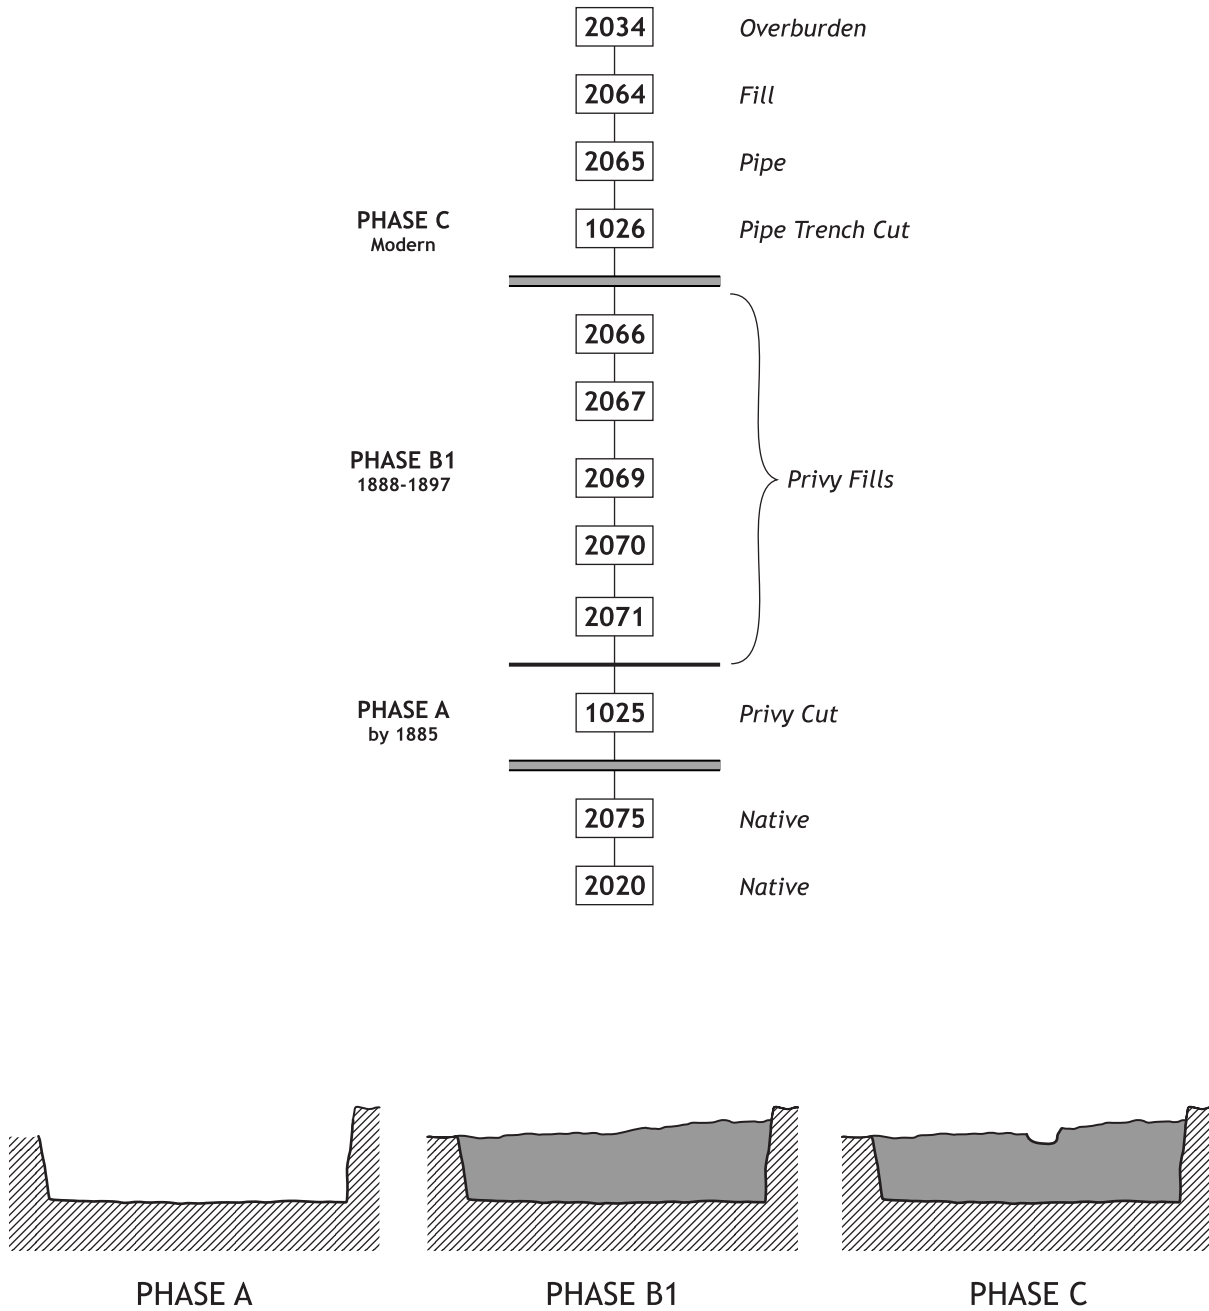 2034 Overburden
2064 Fill
2065 Pipe
PHASE C
Modern
1026 Pipe Trench Cut
2066
2067
PHASE B1
1888-1897
2069
Privy Fills
2070
2071
PHASE A
by 1885
1025 Privy Cut
2075 Native
2020 Native
PHASE A
PHASE B1
PHASE C